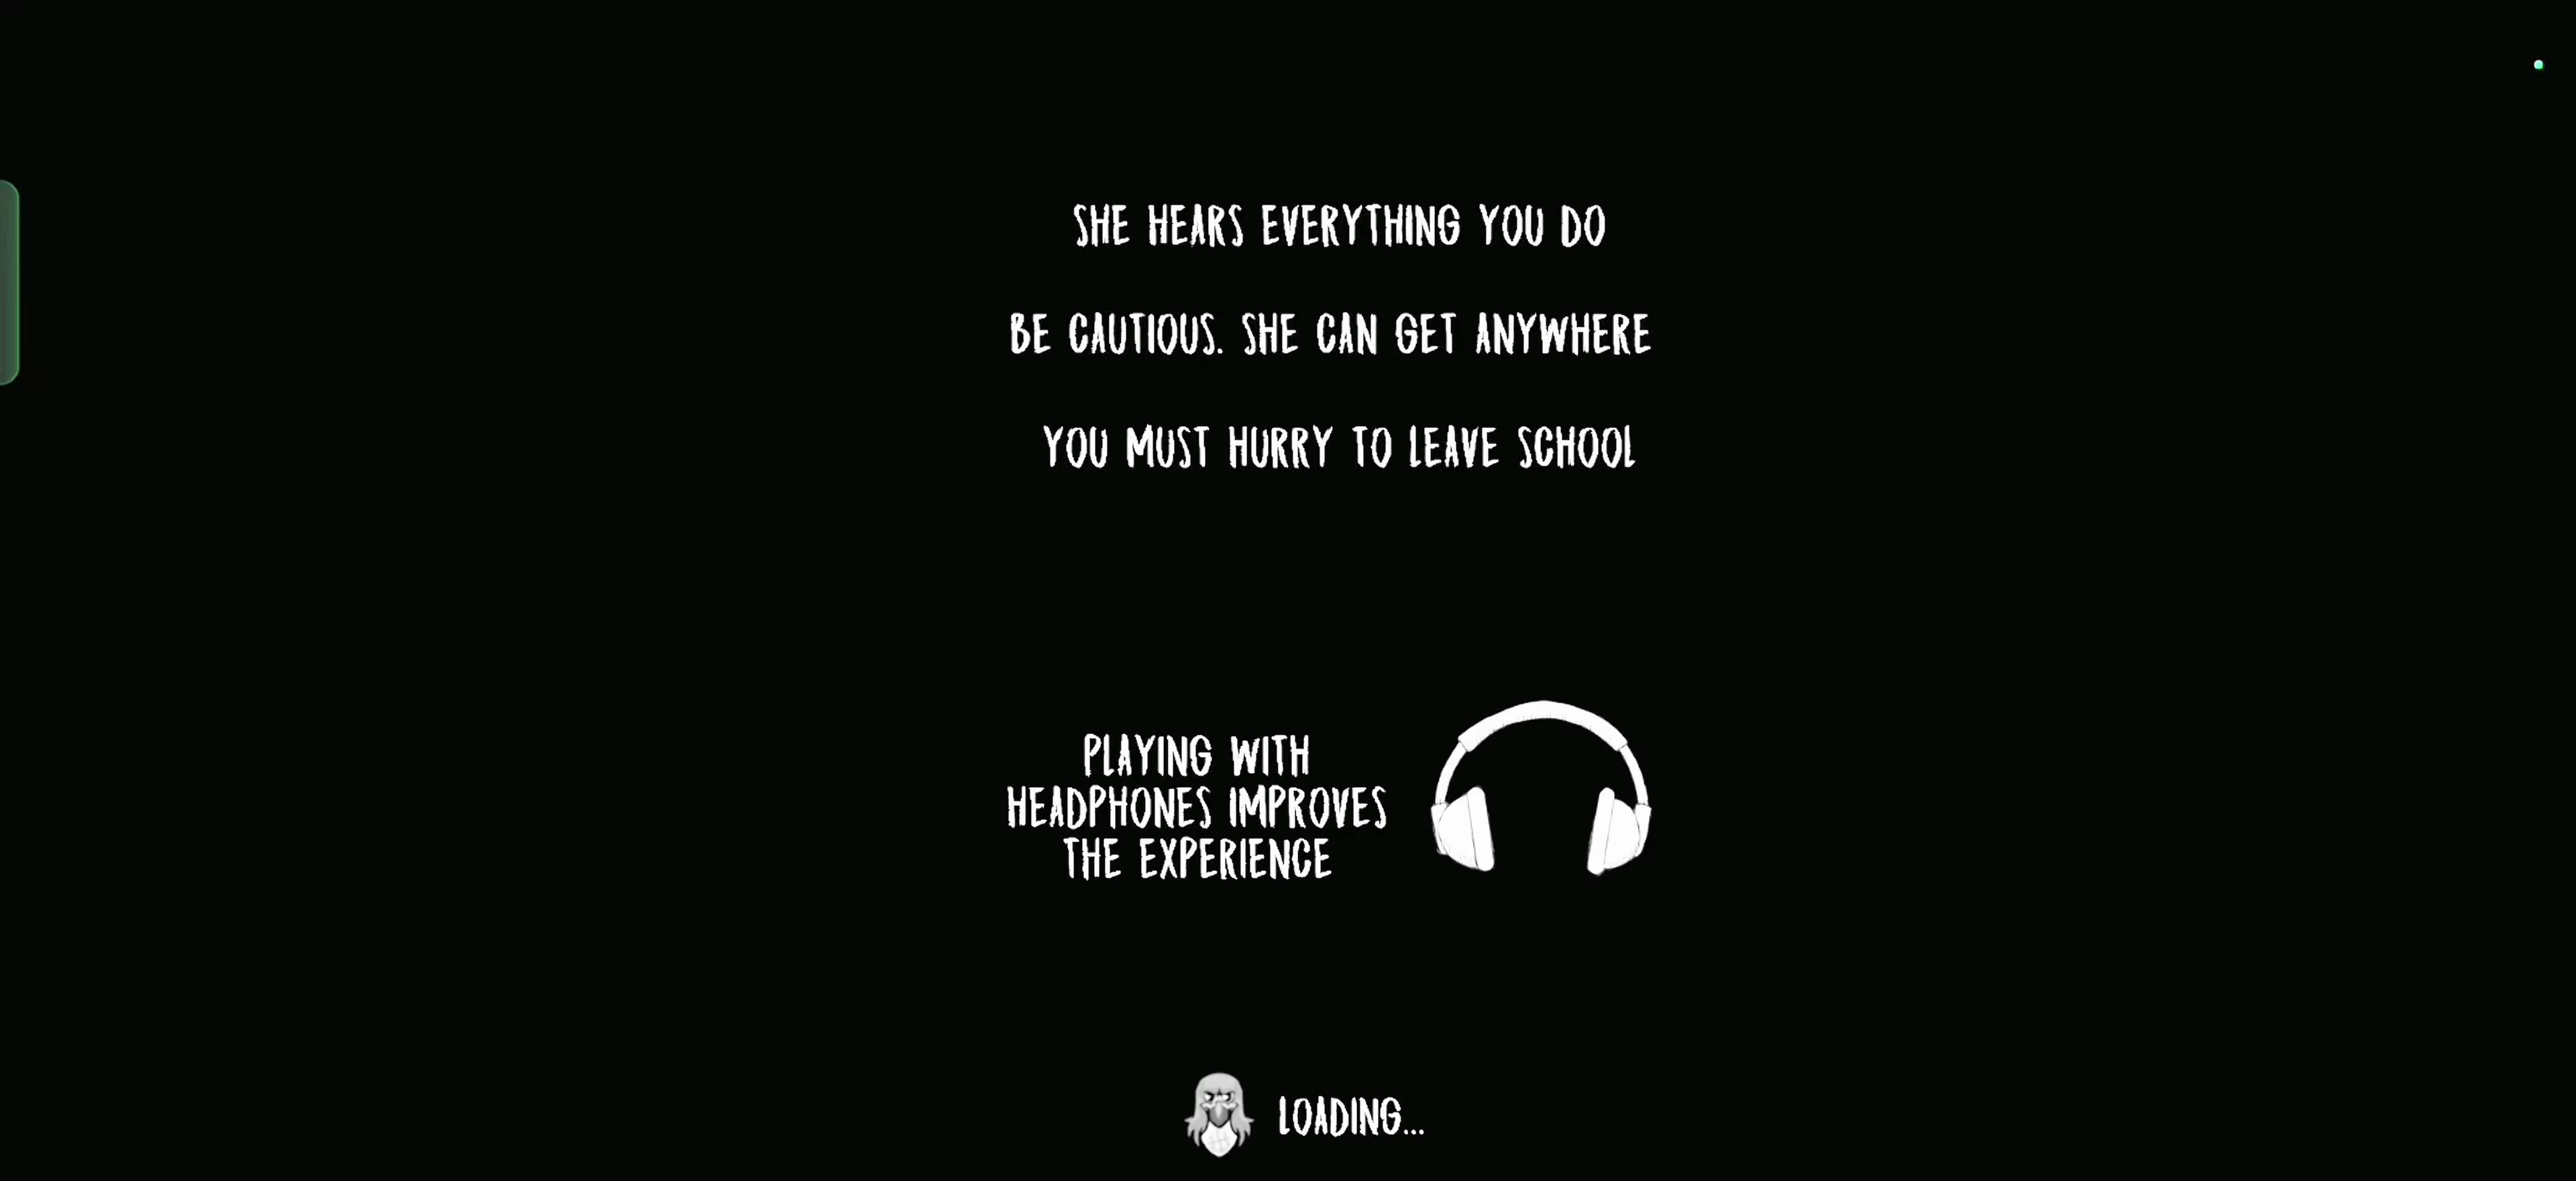 SHE HEARS EVERYTHING YOU DO
BE CAUTIOUS. SHE CAN GET ANYWHERE
YOU MUST HURRY TO LEAVE SCHOOL
PLAYING WITH
HEADPHONES IMPROVES
THE EXPERIENCE
LOADING...